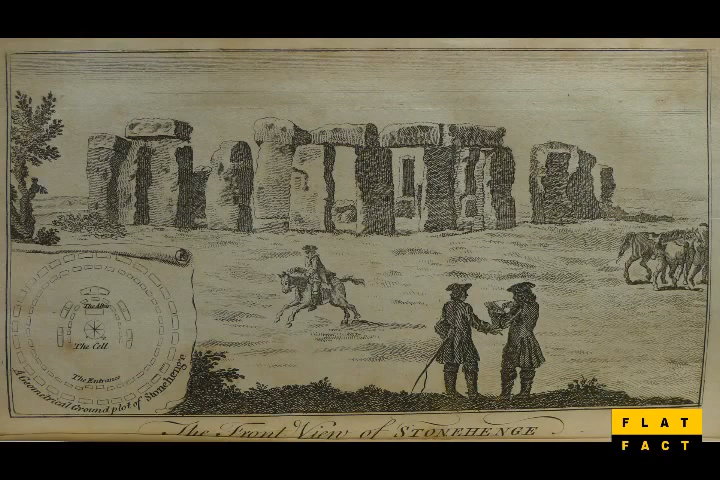 The Altar
The Cell
The Entrance
A Geometrical Ground plot of Stonehenge
The Front View of STONEHENGE
FLAT
FACT